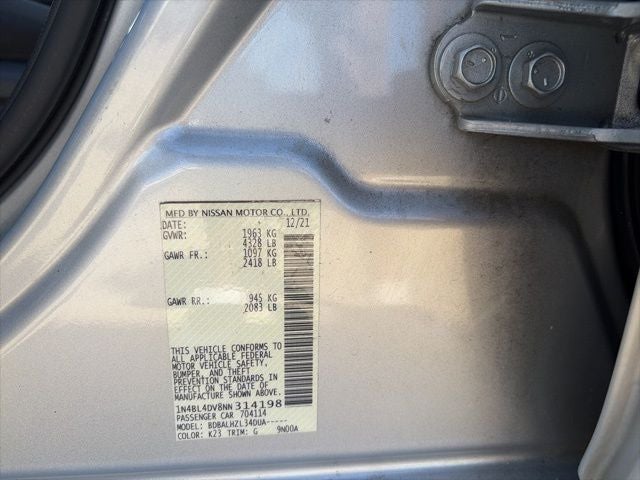 MFD BY NISSAN MOTOR CO., LTD.
DATE: 12/21
GVWR: 1963 KG
4328 LB
GAWR FR.: 1097 KG
2418 LB
GAWR RR.: 945 KG
2083 LB
THIS VEHICLE CONFORMS TO
ALL APPLICABLE FEDERAL
MOTOR VEHICLE SAFETY,
BUMPER, AND THEFT
PREVENTION STANDARDS IN
EFFECT ON THE DATE OF
MANUFACTURE SHOWN ABOVE.
1N4BL4DV8NN314198
PASSENGER CAR 704114
MODEL: BDBALHZL34DUA-----
COLOR: K23 TRIM: G 9N00A